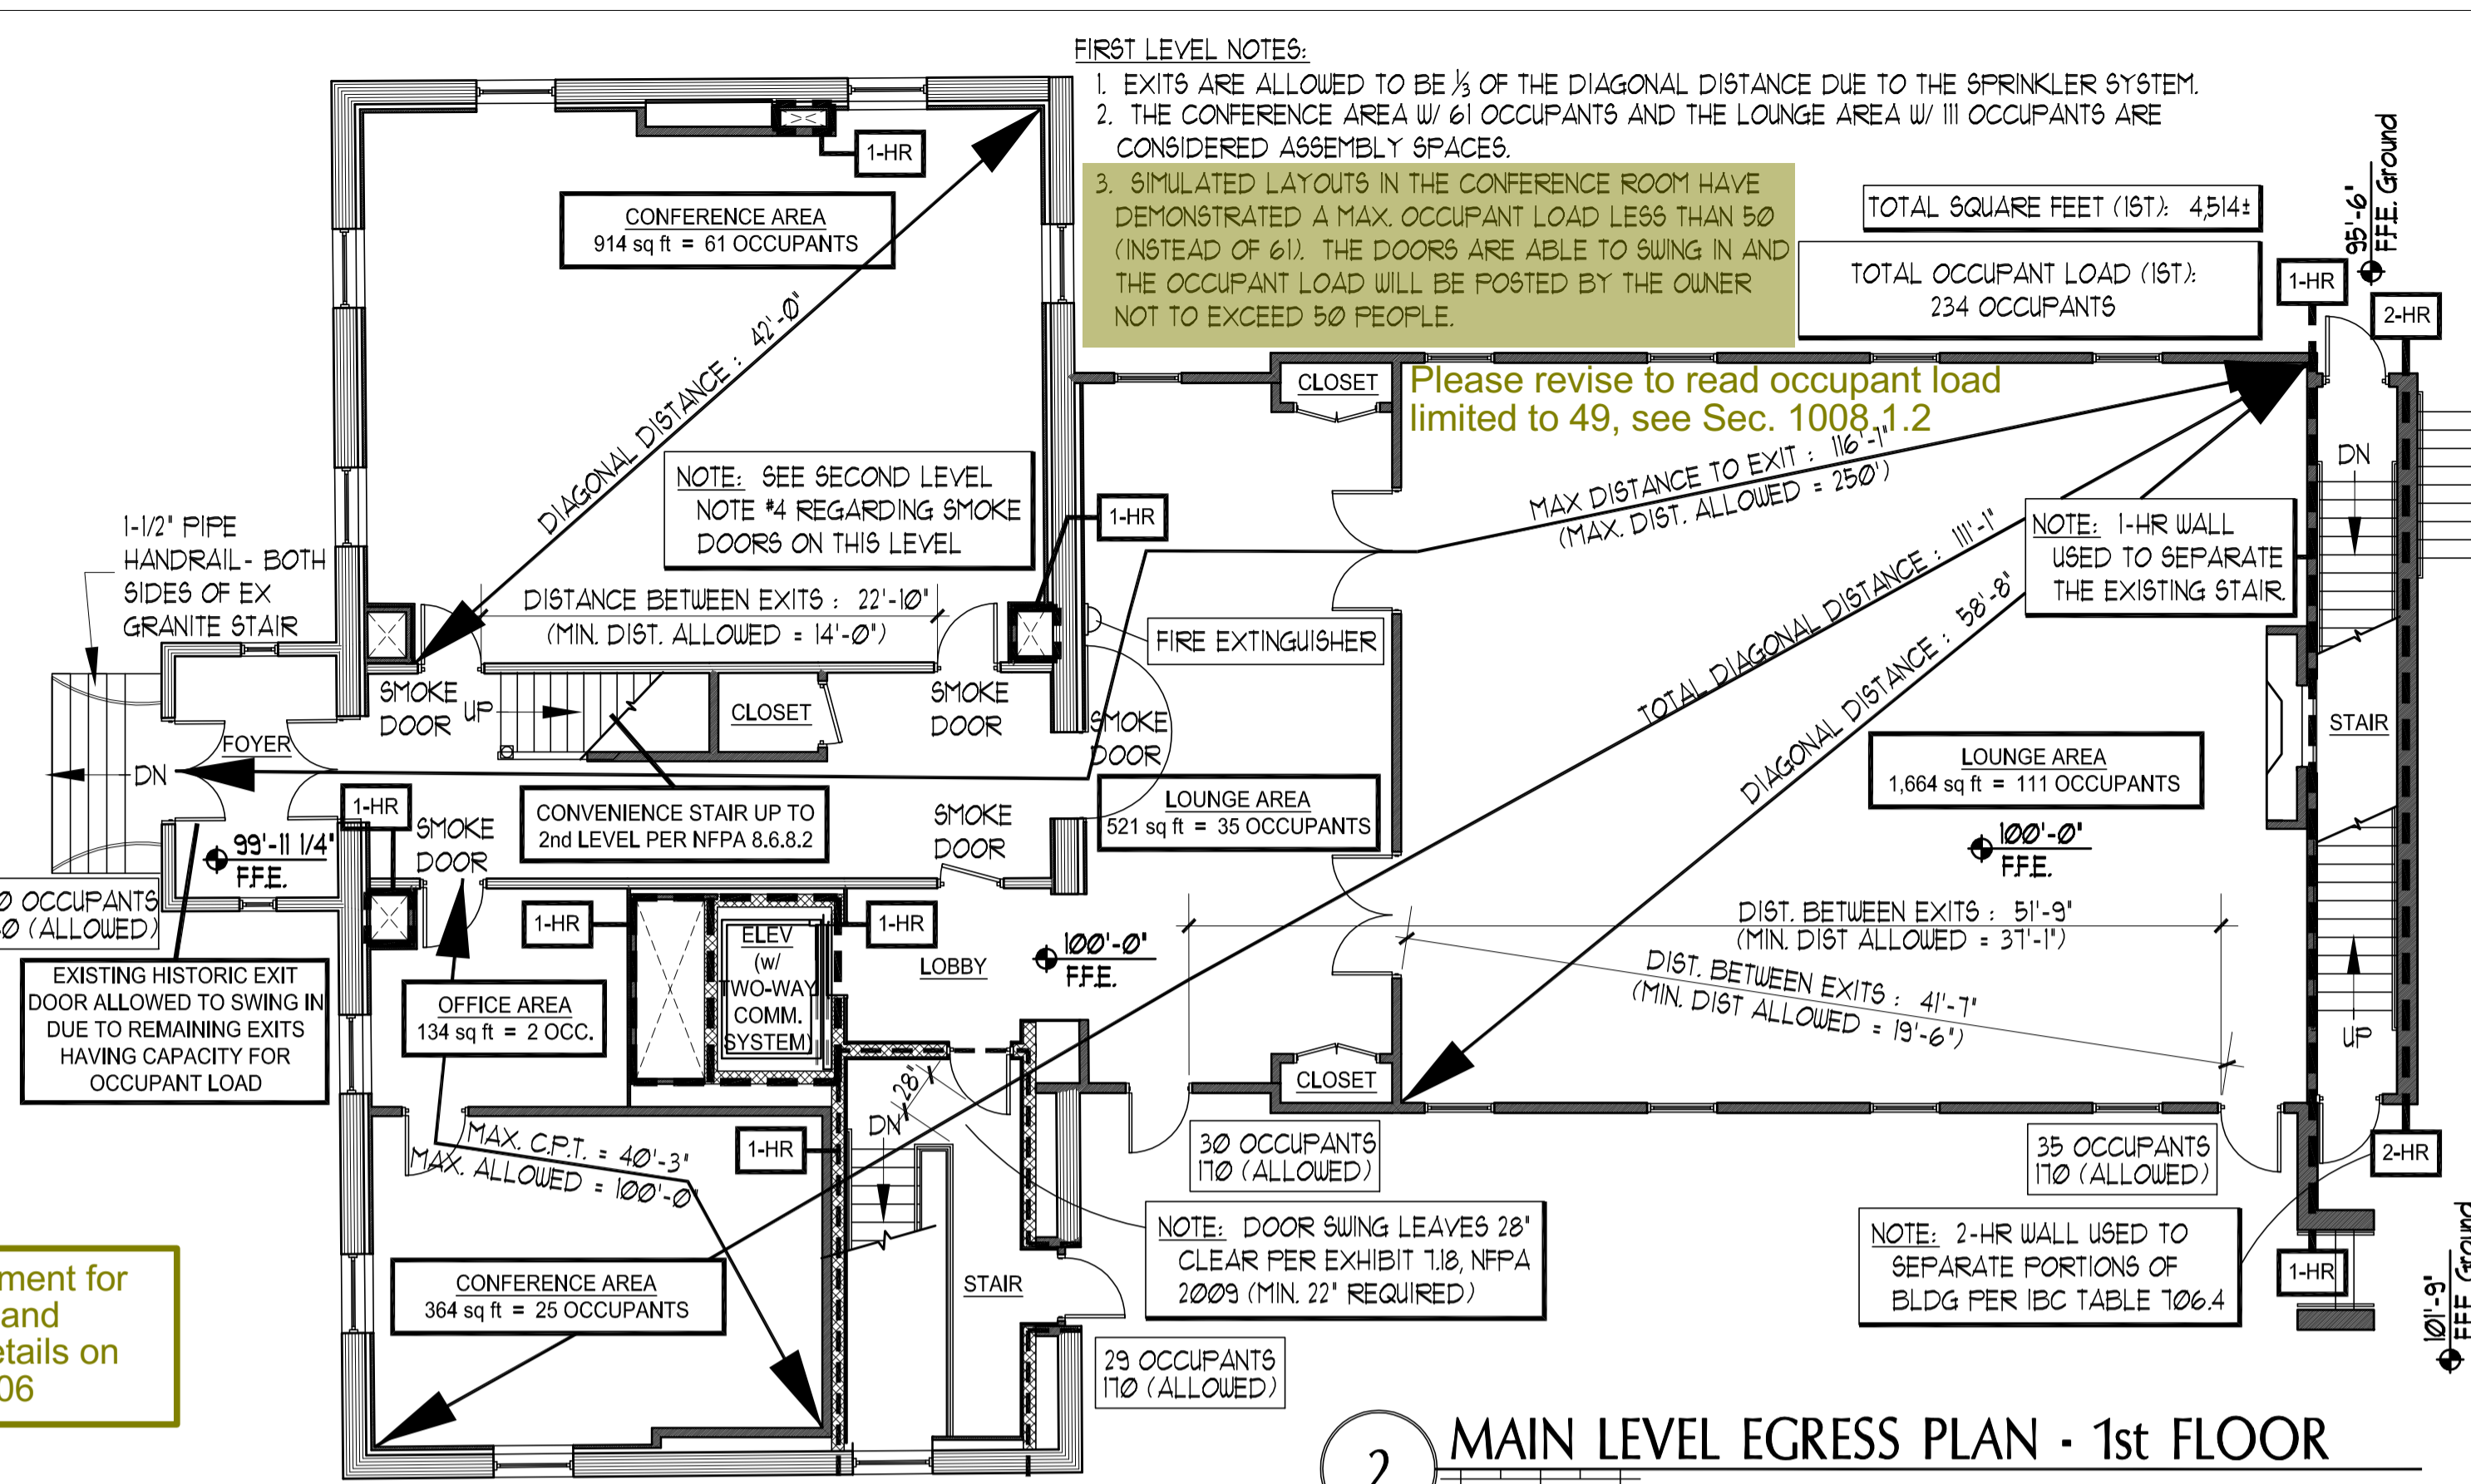 FIRST LEVEL NOTES:
1. EXITS ARE ALLOWED TO BE ⅓ OF THE DIAGONAL DISTANCE DUE TO THE SPRINKLER SYSTEM.
2. THE CONFERENCE AREA W/ 61 OCCUPANTS AND THE LOUNGE AREA W/ 111 OCCUPANTS ARE
CONSIDERED ASSEMBLY SPACES.
3. SIMULATED LAYOUTS IN THE CONFERENCE ROOM HAVE
DEMONSTRATED A MAX. OCCUPANT LOAD LESS THAN 50
(INSTEAD OF 61). THE DOORS ARE ABLE TO SWING IN AND
THE OCCUPANT LOAD WILL BE POSTED BY THE OWNER
NOT TO EXCEED 50 PEOPLE.
Please revise to read occupant load
limited to 49, see Sec. 1008.1.2
TOTAL SQUARE FEET (1ST): 4,514±
TOTAL OCCUPANT LOAD (1ST):
234 OCCUPANTS
95'-6"
F.F.E. Ground
1-HR
2-HR
1-HR
CONFERENCE AREA
914 sq ft = 61 OCCUPANTS
DIAGONAL DISTANCE : 42'-0"
NOTE: SEE SECOND LEVEL
NOTE #4 REGARDING SMOKE
DOORS ON THIS LEVEL
1-HR
DISTANCE BETWEEN EXITS : 22'-10"
(MIN. DIST. ALLOWED = 14'-0")
1-1/2" PIPE
HANDRAIL - BOTH
SIDES OF EX
GRANITE STAIR
CLOSET
MAX DISTANCE TO EXIT : 116'-1"
(MAX. DIST. ALLOWED = 250')
DN
NOTE: 1-HR WALL
USED TO SEPARATE
THE EXISTING STAIR.
FIRE EXTINGUISHER
TOTAL DIAGONAL DISTANCE : 111'-1"
DIAGONAL DISTANCE : 58'-8"
SMOKE
DOOR
UP
CLOSET
SMOKE
DOOR
SMOKE
DOOR
STAIR
FOYER
DN
LOUNGE AREA
1,664 sq ft = 111 OCCUPANTS
LOUNGE AREA
521 sq ft = 35 OCCUPANTS
CONVENIENCE STAIR UP TO
2nd LEVEL PER NFPA 8.6.8.2
1-HR
SMOKE
DOOR
SMOKE
DOOR
99'-11 1/4"
F.F.E.
100'-0"
F.F.E.
0 OCCUPANTS
0 (ALLOWED)
EXISTING HISTORIC EXIT
DOOR ALLOWED TO SWING IN
DUE TO REMAINING EXITS
HAVING CAPACITY FOR
OCCUPANT LOAD
1-HR
ELEV
(w/
TWO-WAY
COMM.
SYSTEM)
1-HR
LOBBY
100'-0"
F.F.E.
DIST. BETWEEN EXITS : 51'-9"
(MIN. DIST ALLOWED = 37'-1")
DIST. BETWEEN EXITS : 41'-7"
(MIN. DIST ALLOWED = 19'-6")
UP
OFFICE AREA
134 sq ft = 2 OCC.
CLOSET
28"
DN
MAX. C.P.T. = 40'-3"
MAX. ALLOWED = 100'-0"
1-HR
30 OCCUPANTS
170 (ALLOWED)
35 OCCUPANTS
170 (ALLOWED)
2-HR
NOTE: DOOR SWING LEAVES 28"
CLEAR PER EXHIBIT 7.18, NFPA
2009 (MIN. 22" REQUIRED)
NOTE: 2-HR WALL USED TO
SEPARATE PORTIONS OF
BLDG PER IBC TABLE 706.4
1-HR
101'-9"
F.F.E. Ground
ment for
and
etails on
06
CONFERENCE AREA
364 sq ft = 25 OCCUPANTS
STAIR
29 OCCUPANTS
170 (ALLOWED)
2
MAIN LEVEL EGRESS PLAN - 1st FLOOR